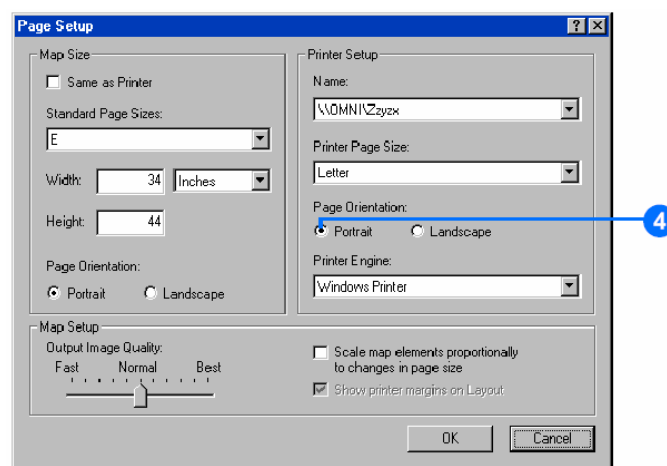 Page Setup
Map Size
Same as Printer
Standard Page Sizes:
E
Width: 34 Inches
Height: 44
Page Orientation:
Portrait Landscape
Printer Setup
Name:
\\OMNI\Zzyzx
Printer Page Size:
Letter
Page Orientation:
Portrait Landscape
4
Printer Engine:
Windows Printer
Map Setup
Output Image Quality:
Fast Normal Best
Scale map elements proportionally
to changes in page size
Show printer margins on Layout
OK Cancel